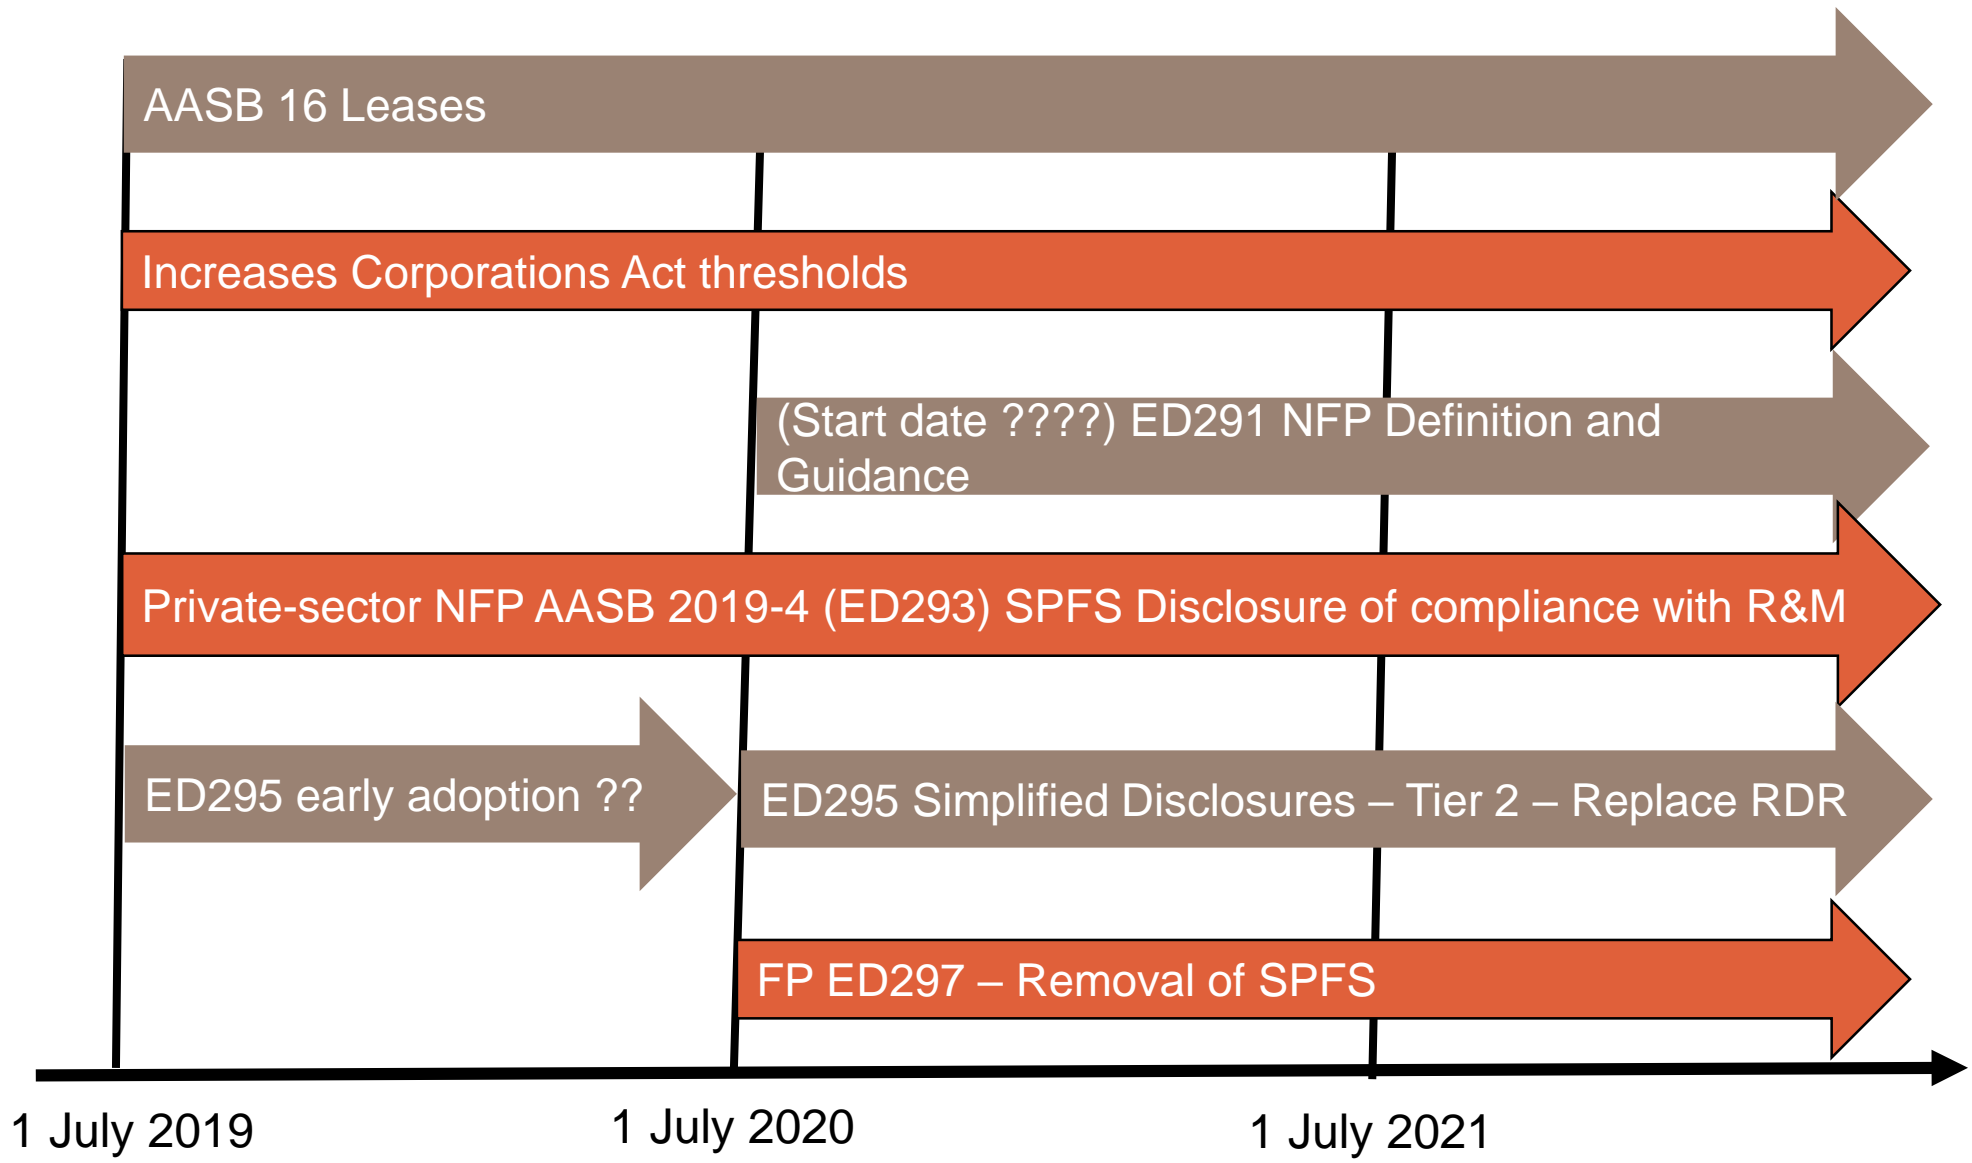 AASB 16 Leases
Increases Corporations Act thresholds
(Start date ????) ED291 NFP Definition and
Guidance
Private-sector NFP AASB 2019-4 (ED293) SPFS Disclosure of compliance with R&M
ED295 early adoption ??
ED295 Simplified Disclosures – Tier 2 – Replace RDR
FP ED297 – Removal of SPFS
1 July 2019
1 July 2020
1 July 2021